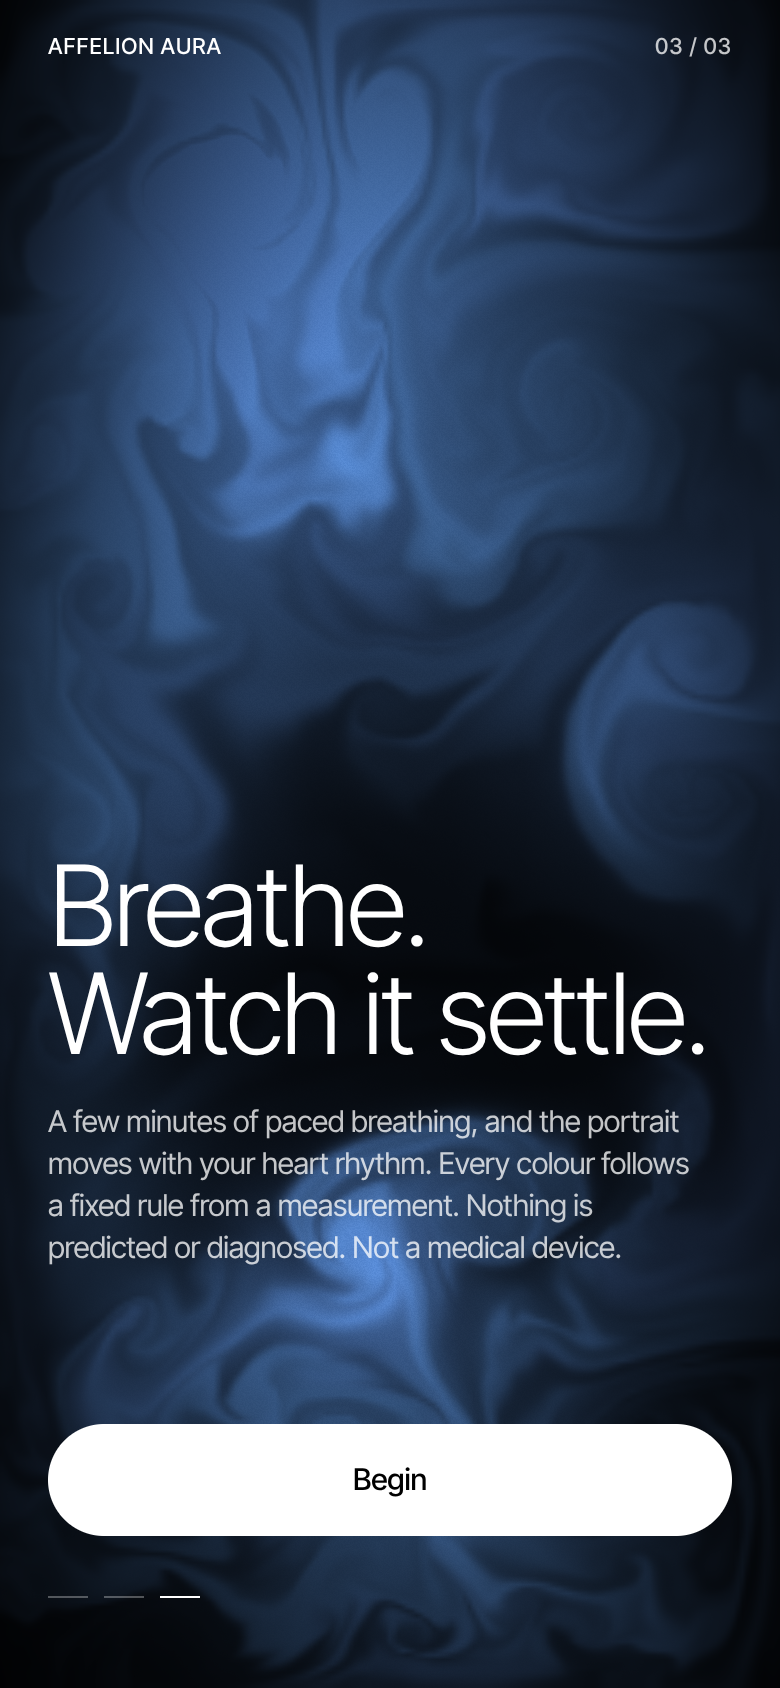 AFFELION AURA
03 / 03
Breathe.
Watch it settle.
A few minutes of paced breathing, and the portrait
moves with your heart rhythm. Every colour follows
a fixed rule from a measurement. Nothing is
predicted or diagnosed. Not a medical device.
Begin